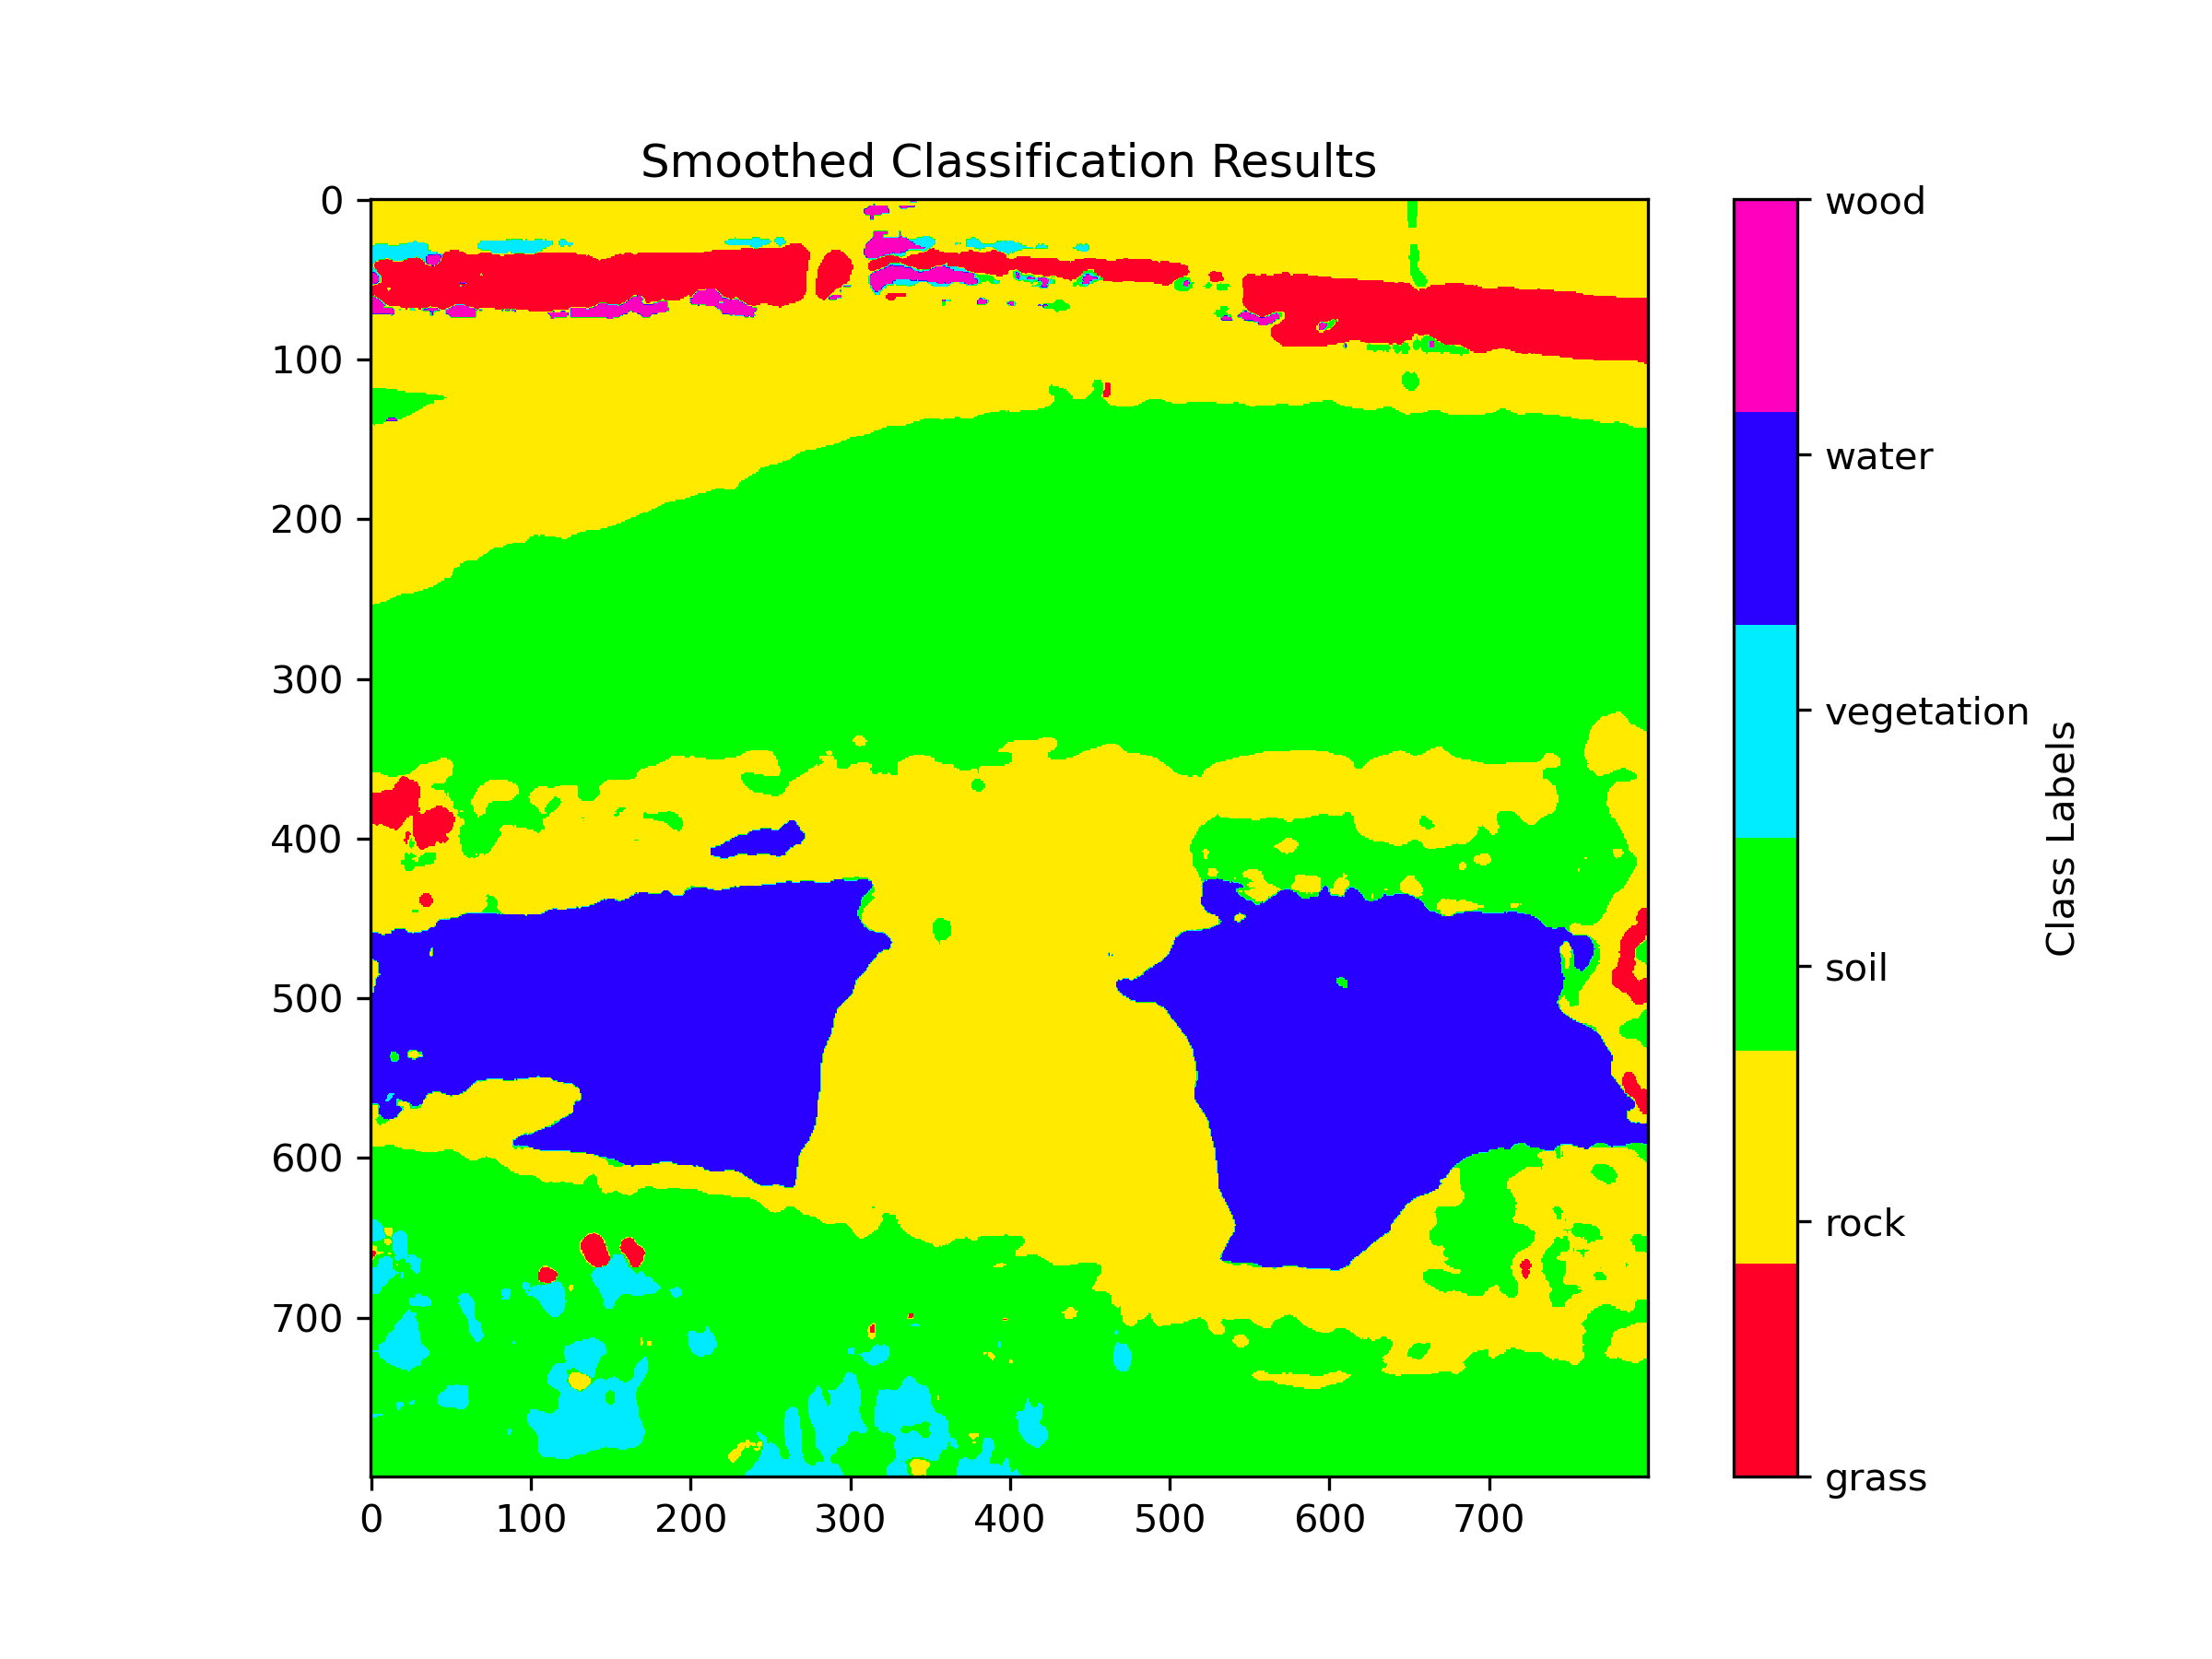 Smoothed Classification Results
0
100
200
300
400
500
600
700
0 100 200 300 400 500 600 700
wood
water
vegetation
soil
rock
grass
Class Labels